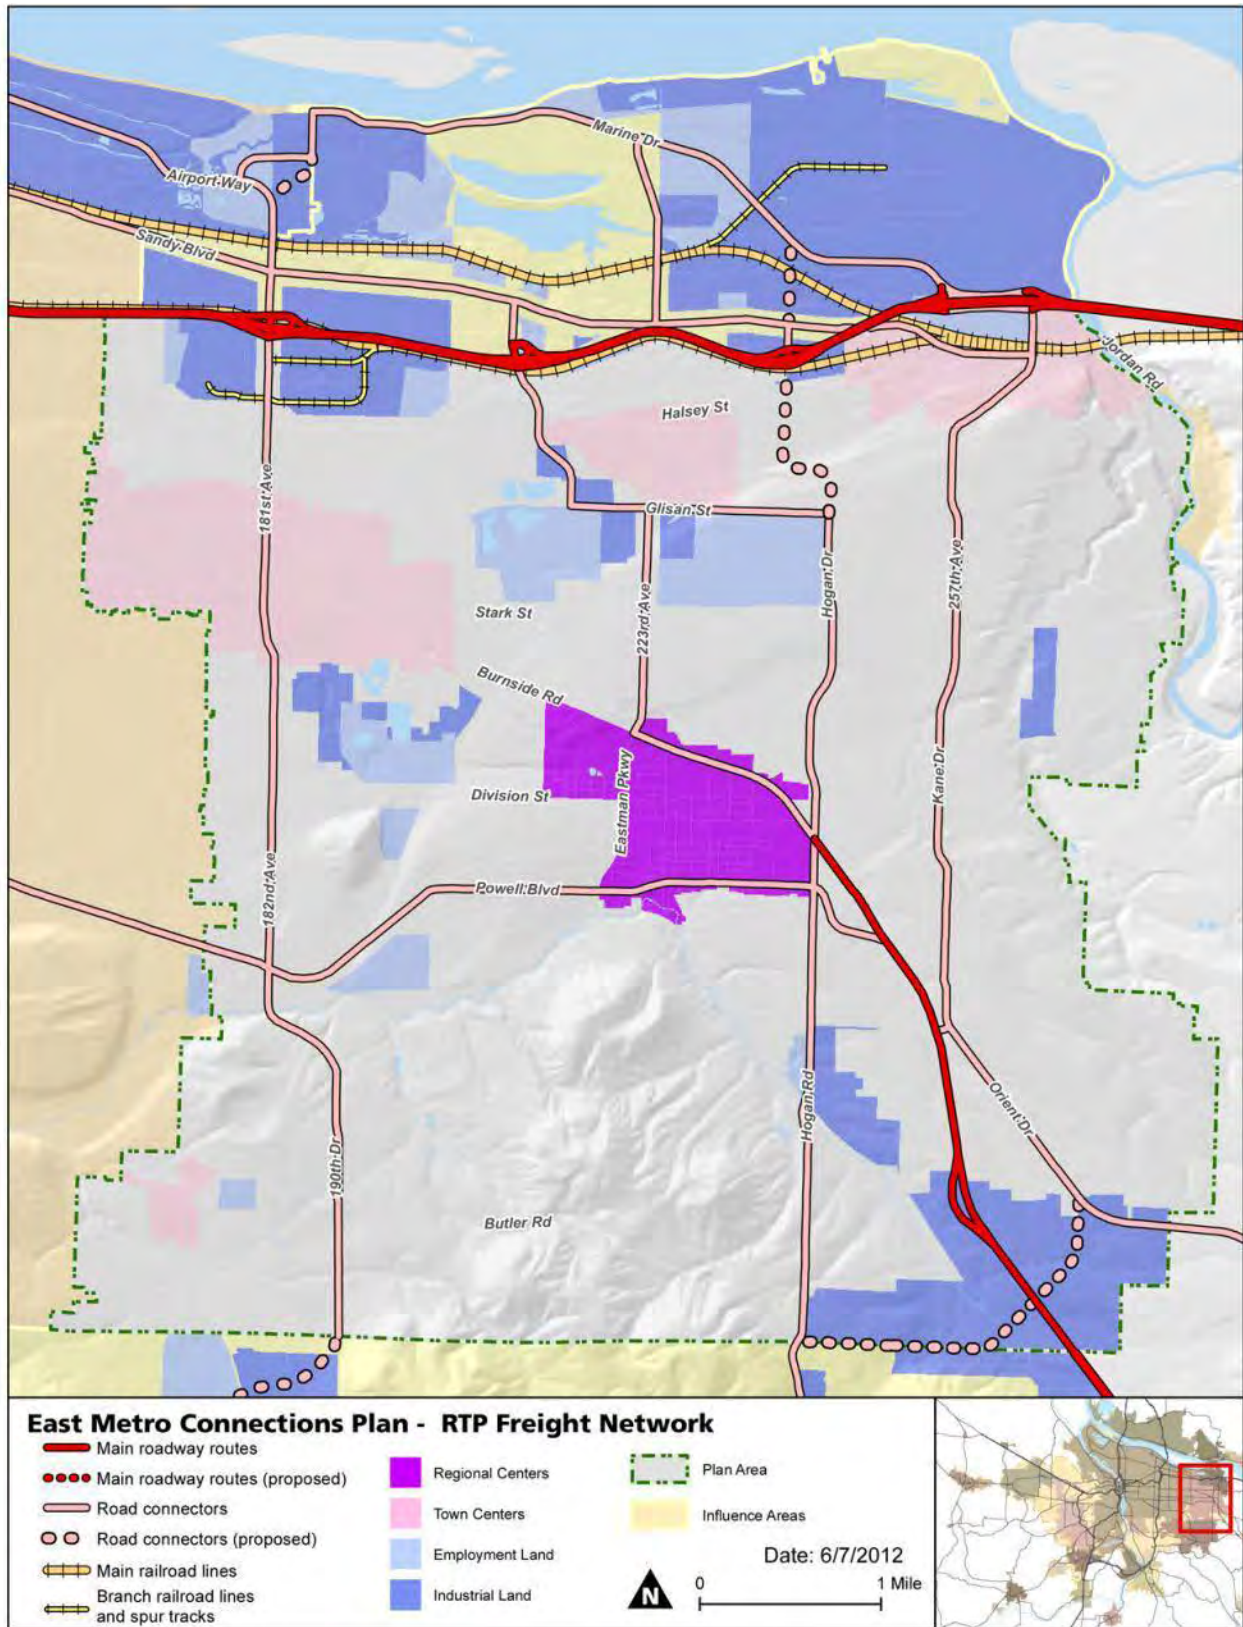 Marine Dr
Airport Way
Sandy Blvd
Jordan Rd
Halsey St
181st Ave
Glisan St
Hogan Dr
257th Ave
Stark St
223rd Ave
Burnside Rd
Eastman Pkwy
Kane Dr
Division St
182nd Ave
Powell Blvd
Orient Dr
Hogan Rd
190th Dr
Butler Rd
East Metro Connections Plan - RTP Freight Network
Main roadway routes
Main roadway routes (proposed)
Road connectors
Road connectors (proposed)
Main railroad lines
Branch railroad lines
and spur tracks
Regional Centers
Town Centers
Employment Land
Industrial Land
Plan Area
Influence Areas
Date: 6/7/2012
N
0 1 Mile